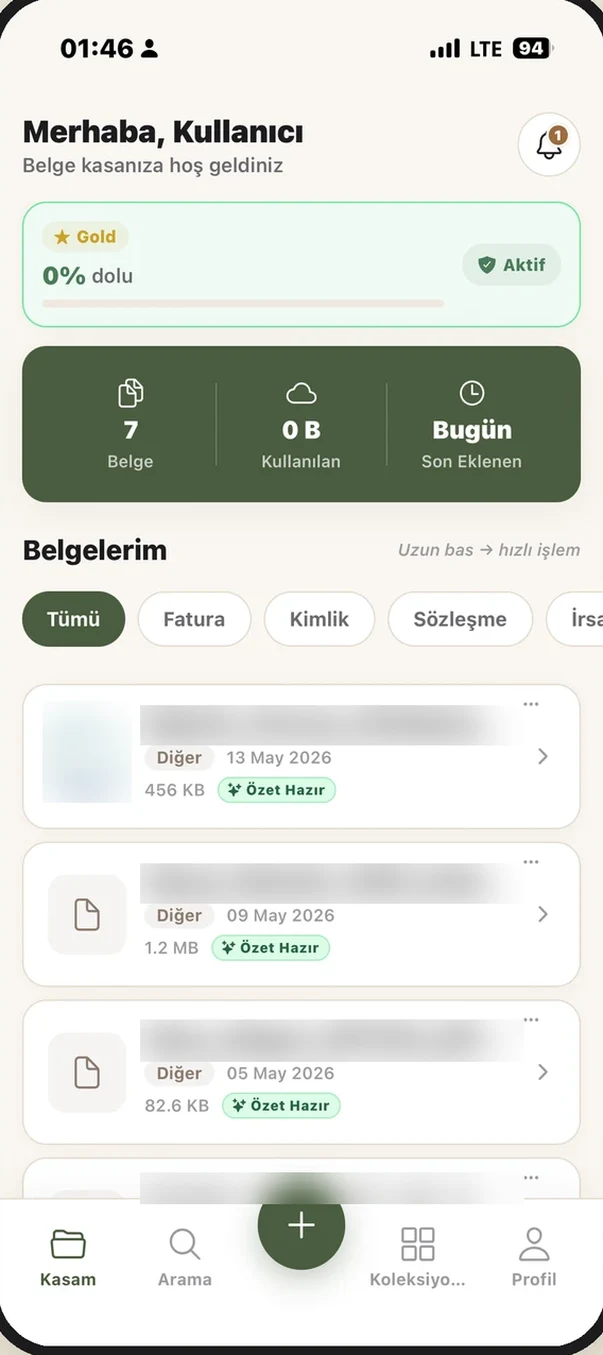 01:46
LTE 94
Merhaba, Kullanıcı
1
Belge kasanıza hoş geldiniz
Gold
0% dolu
Aktif
7
Belge
0 B
Kullanılan
Bugün
Son Eklenen
Belgelerim
Uzun bas → hızlı işlem
Tümü
Fatura
Kimlik
Sözleşme
İrsa
Diğer 13 May 2026
456 KB Özet Hazır
Diğer 09 May 2026
1.2 MB Özet Hazır
Diğer 05 May 2026
82.6 KB Özet Hazır
Kasam
Arama
Koleksiyo...
Profil